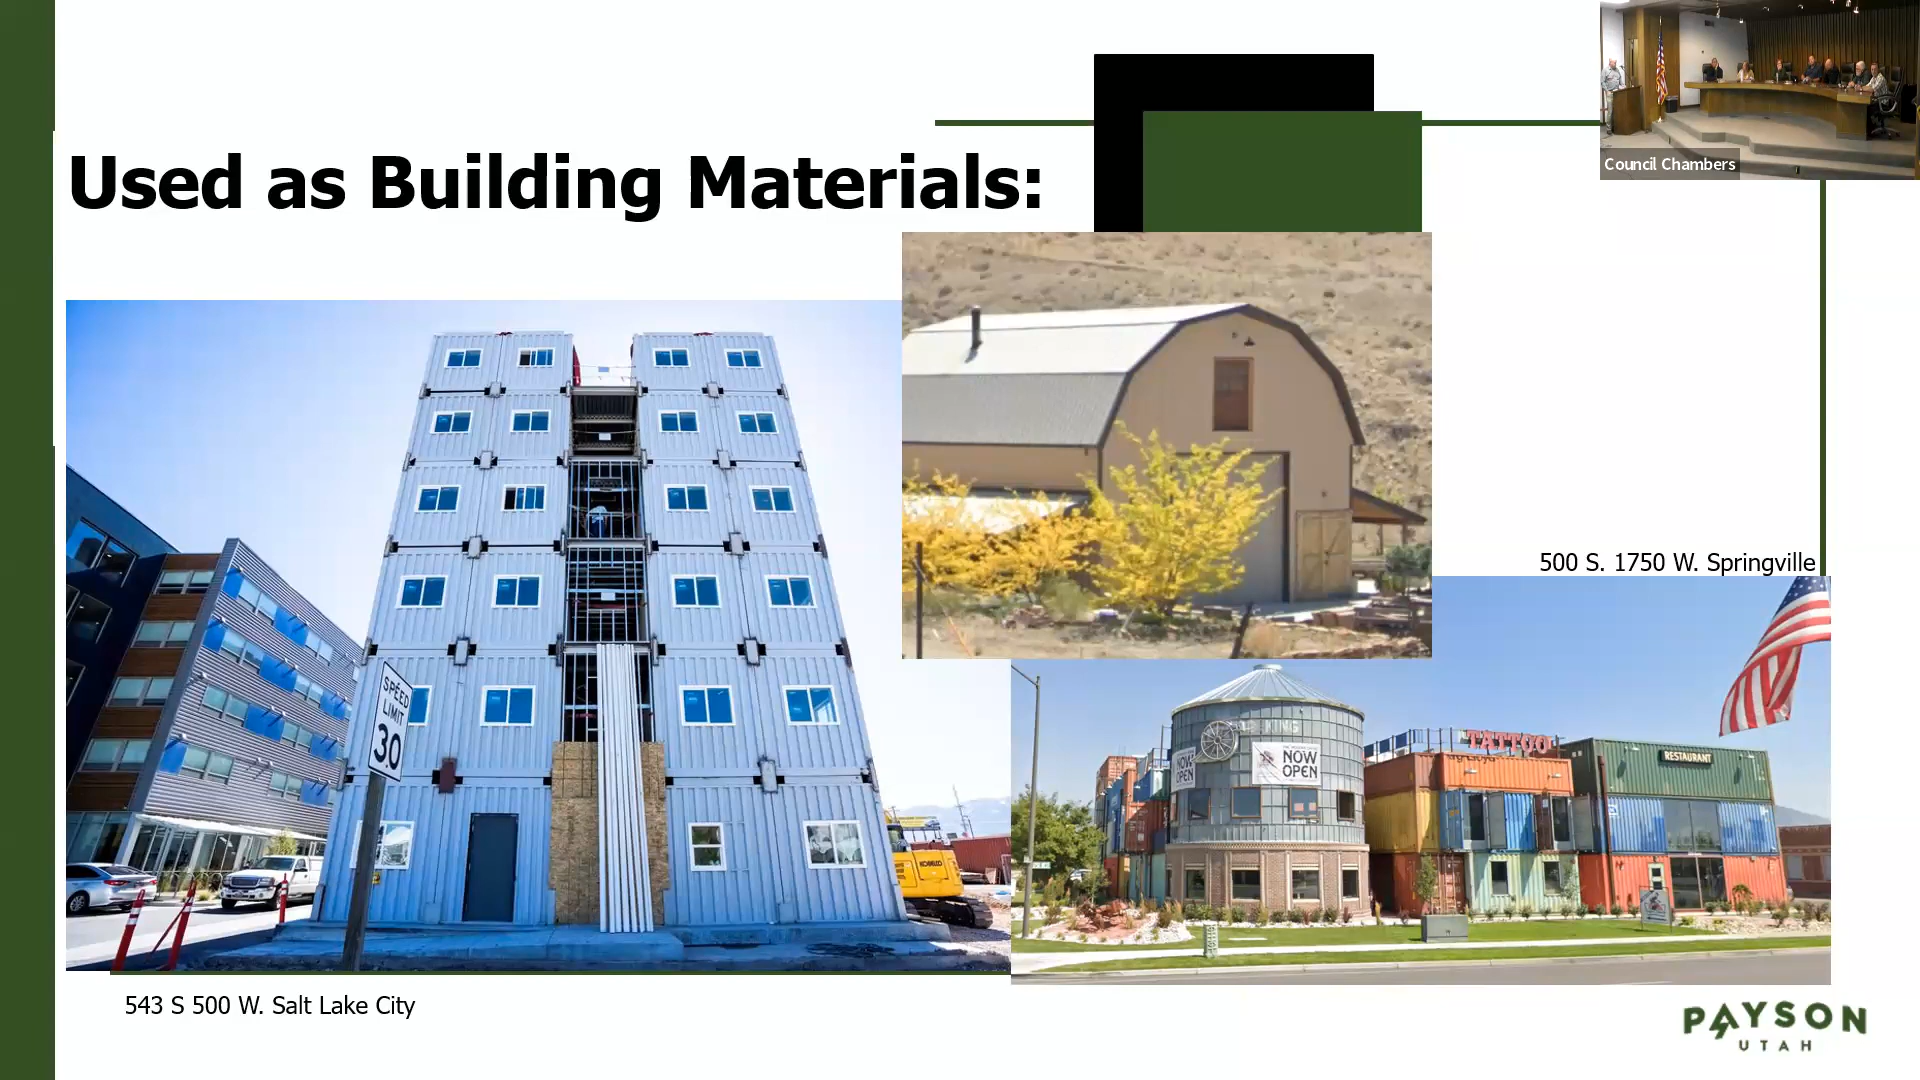 Council Chambers
Used as Building Materials:
500 S. 1750 W. Springville
SPEED
LIMIT
30
KOBELCO
NOW
OPEN
NOW
OPEN
TATTOO
RESTAURANT
543 S 500 W. Salt Lake City
PAYSON
UTAH